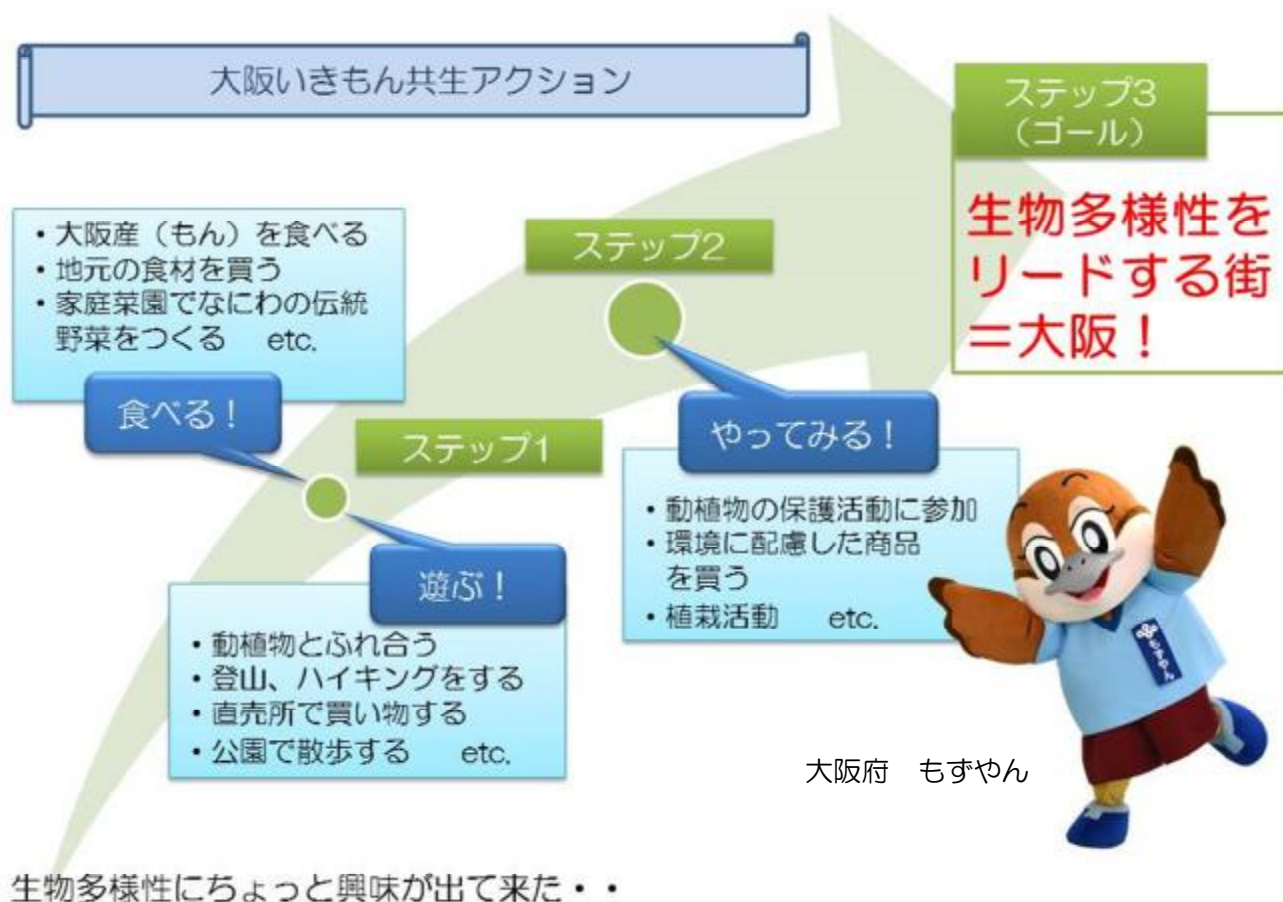 大阪いきもん共生アクション
ステップ3
（ゴール）
生物多様性を
リードする街
＝大阪！
・大阪産（もん）を食べる
・地元の食材を買う
・家庭菜園でなにわの伝統
野菜をつくる　etc.
食べる！
ステップ1
遊ぶ！
・動植物とふれ合う
・登山、ハイキングをする
・直売所で買い物する
・公園で散歩する　etc.
ステップ2
やってみる！
・動植物の保護活動に参加
・環境に配慮した商品
を買う
・植栽活動　etc.
もずやん
大阪府　もずやん
生物多様性にちょっと興味が出て来た・・